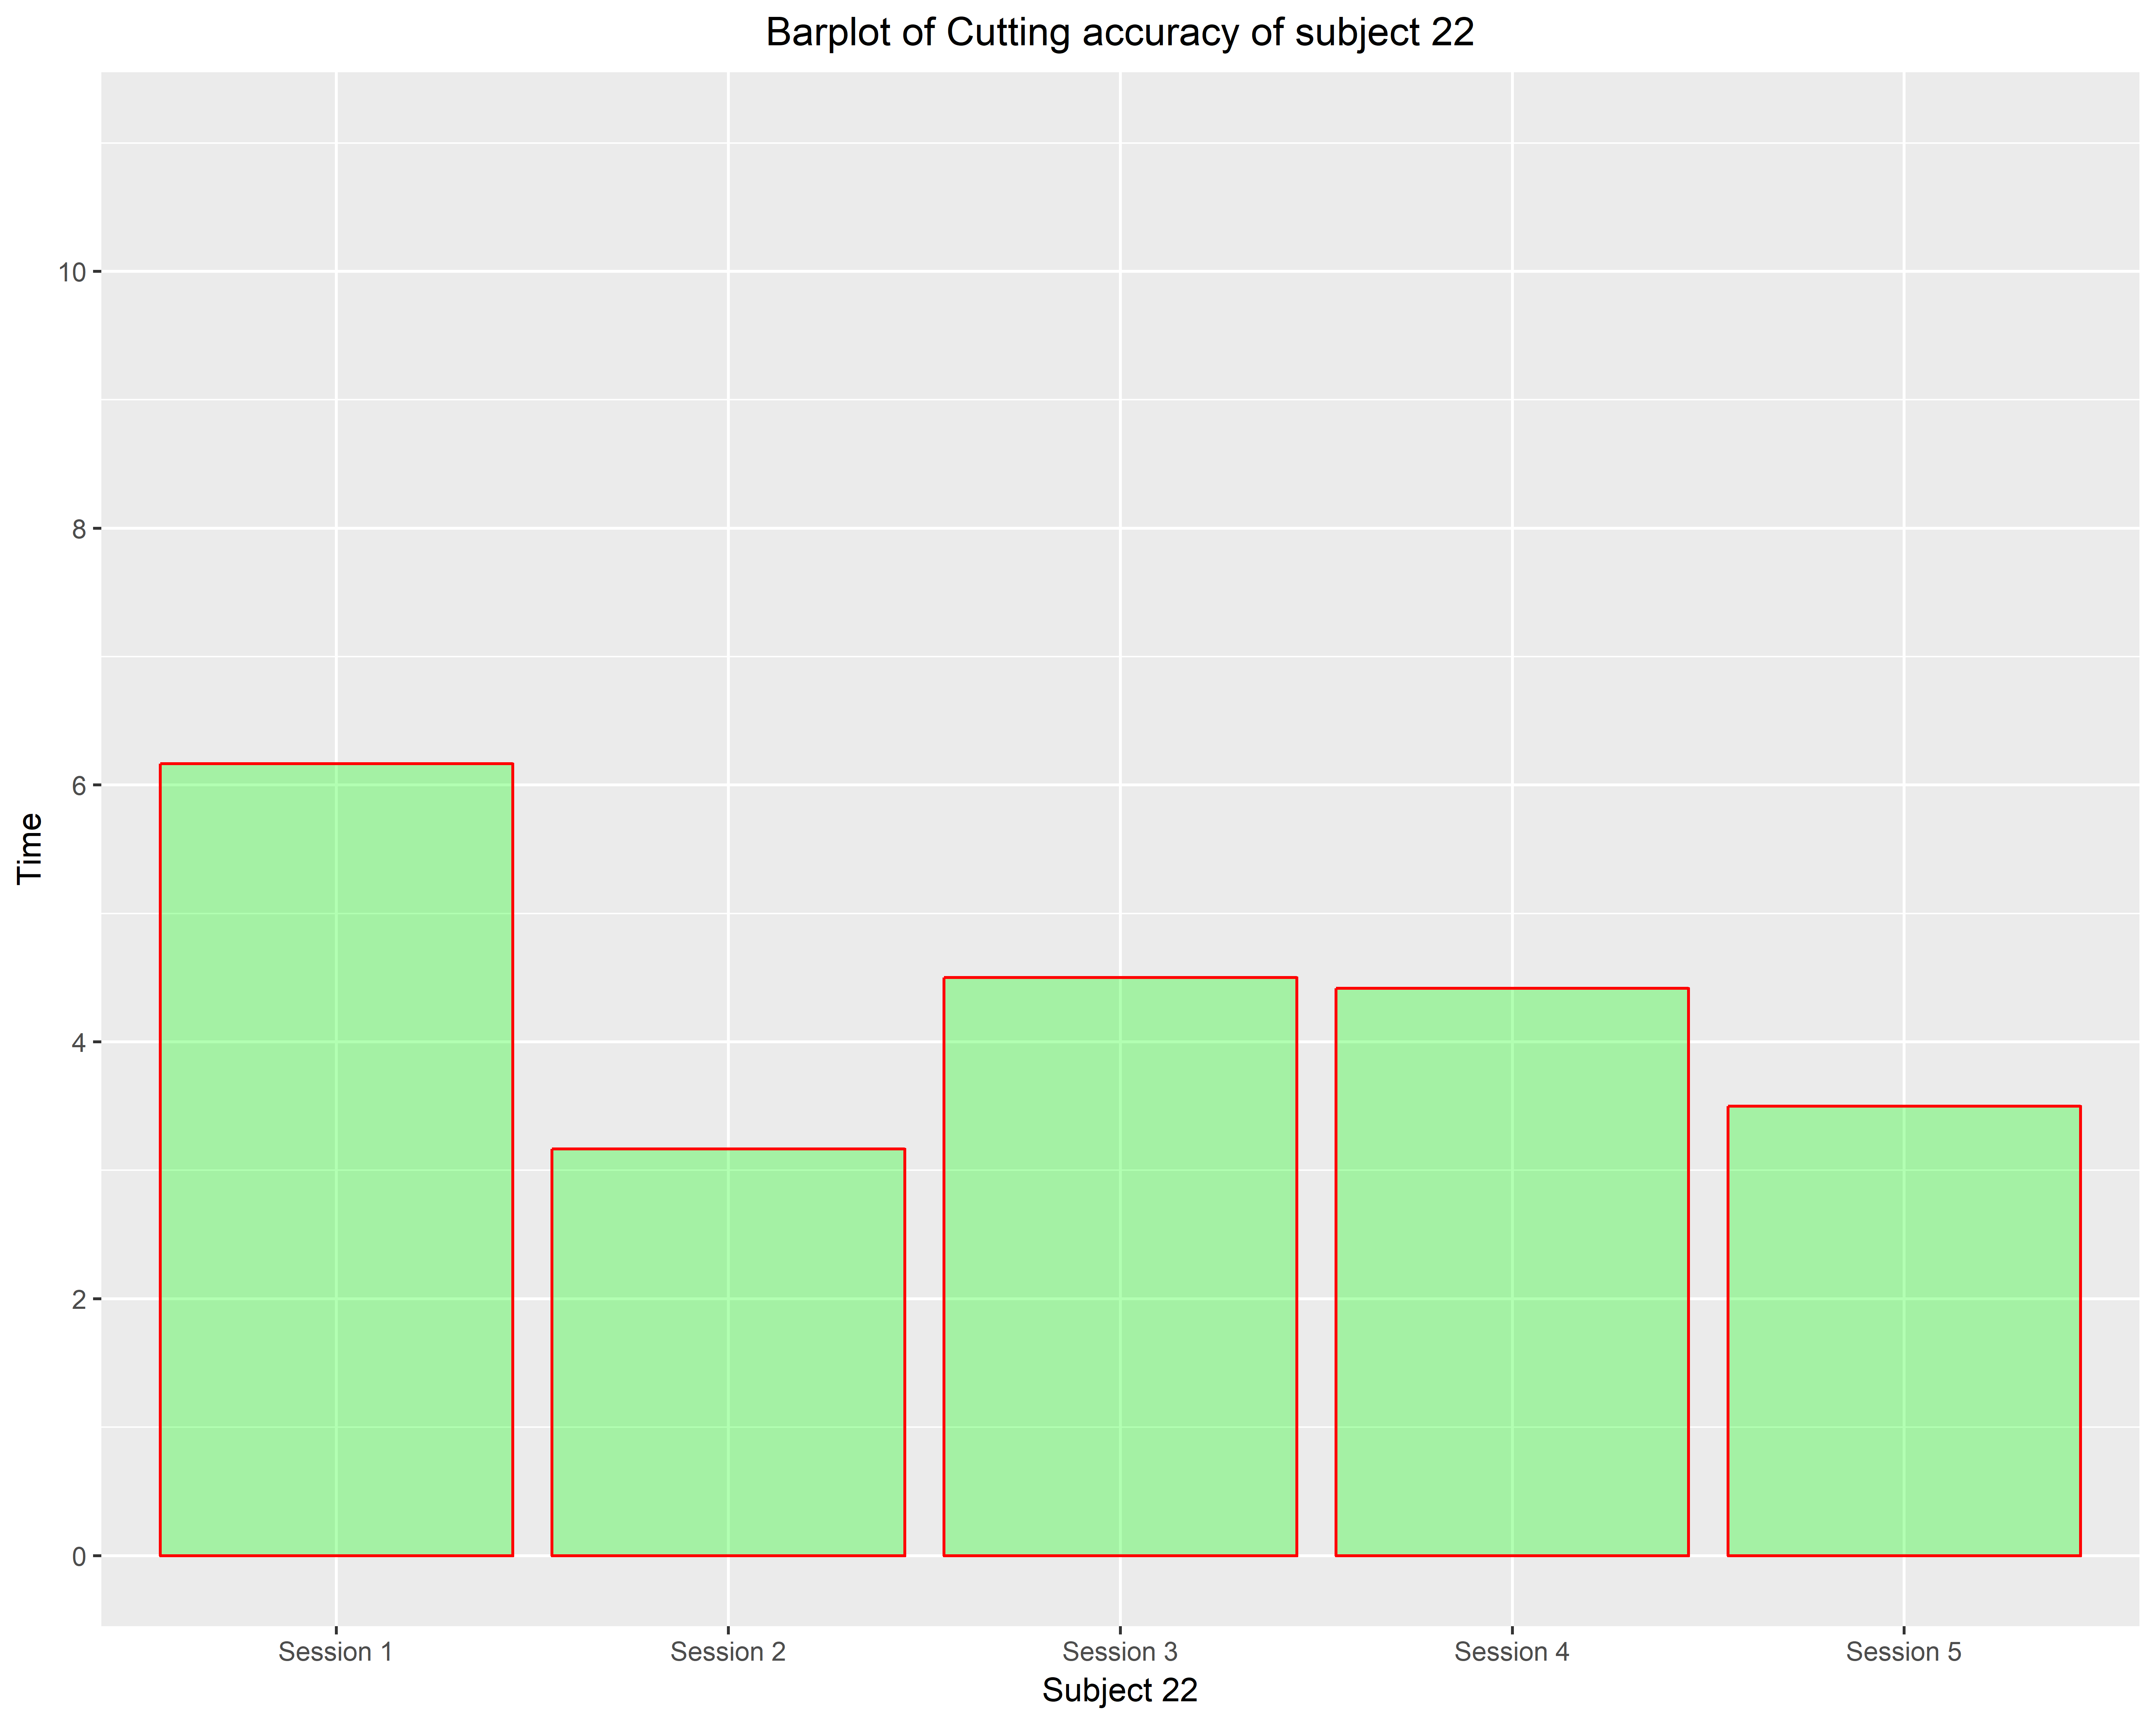 Barplot of Cutting accuracy of subject 22
10
8
6
4
2
0
Time
Session 1
Session 2
Session 3
Session 4
Session 5
Subject 22